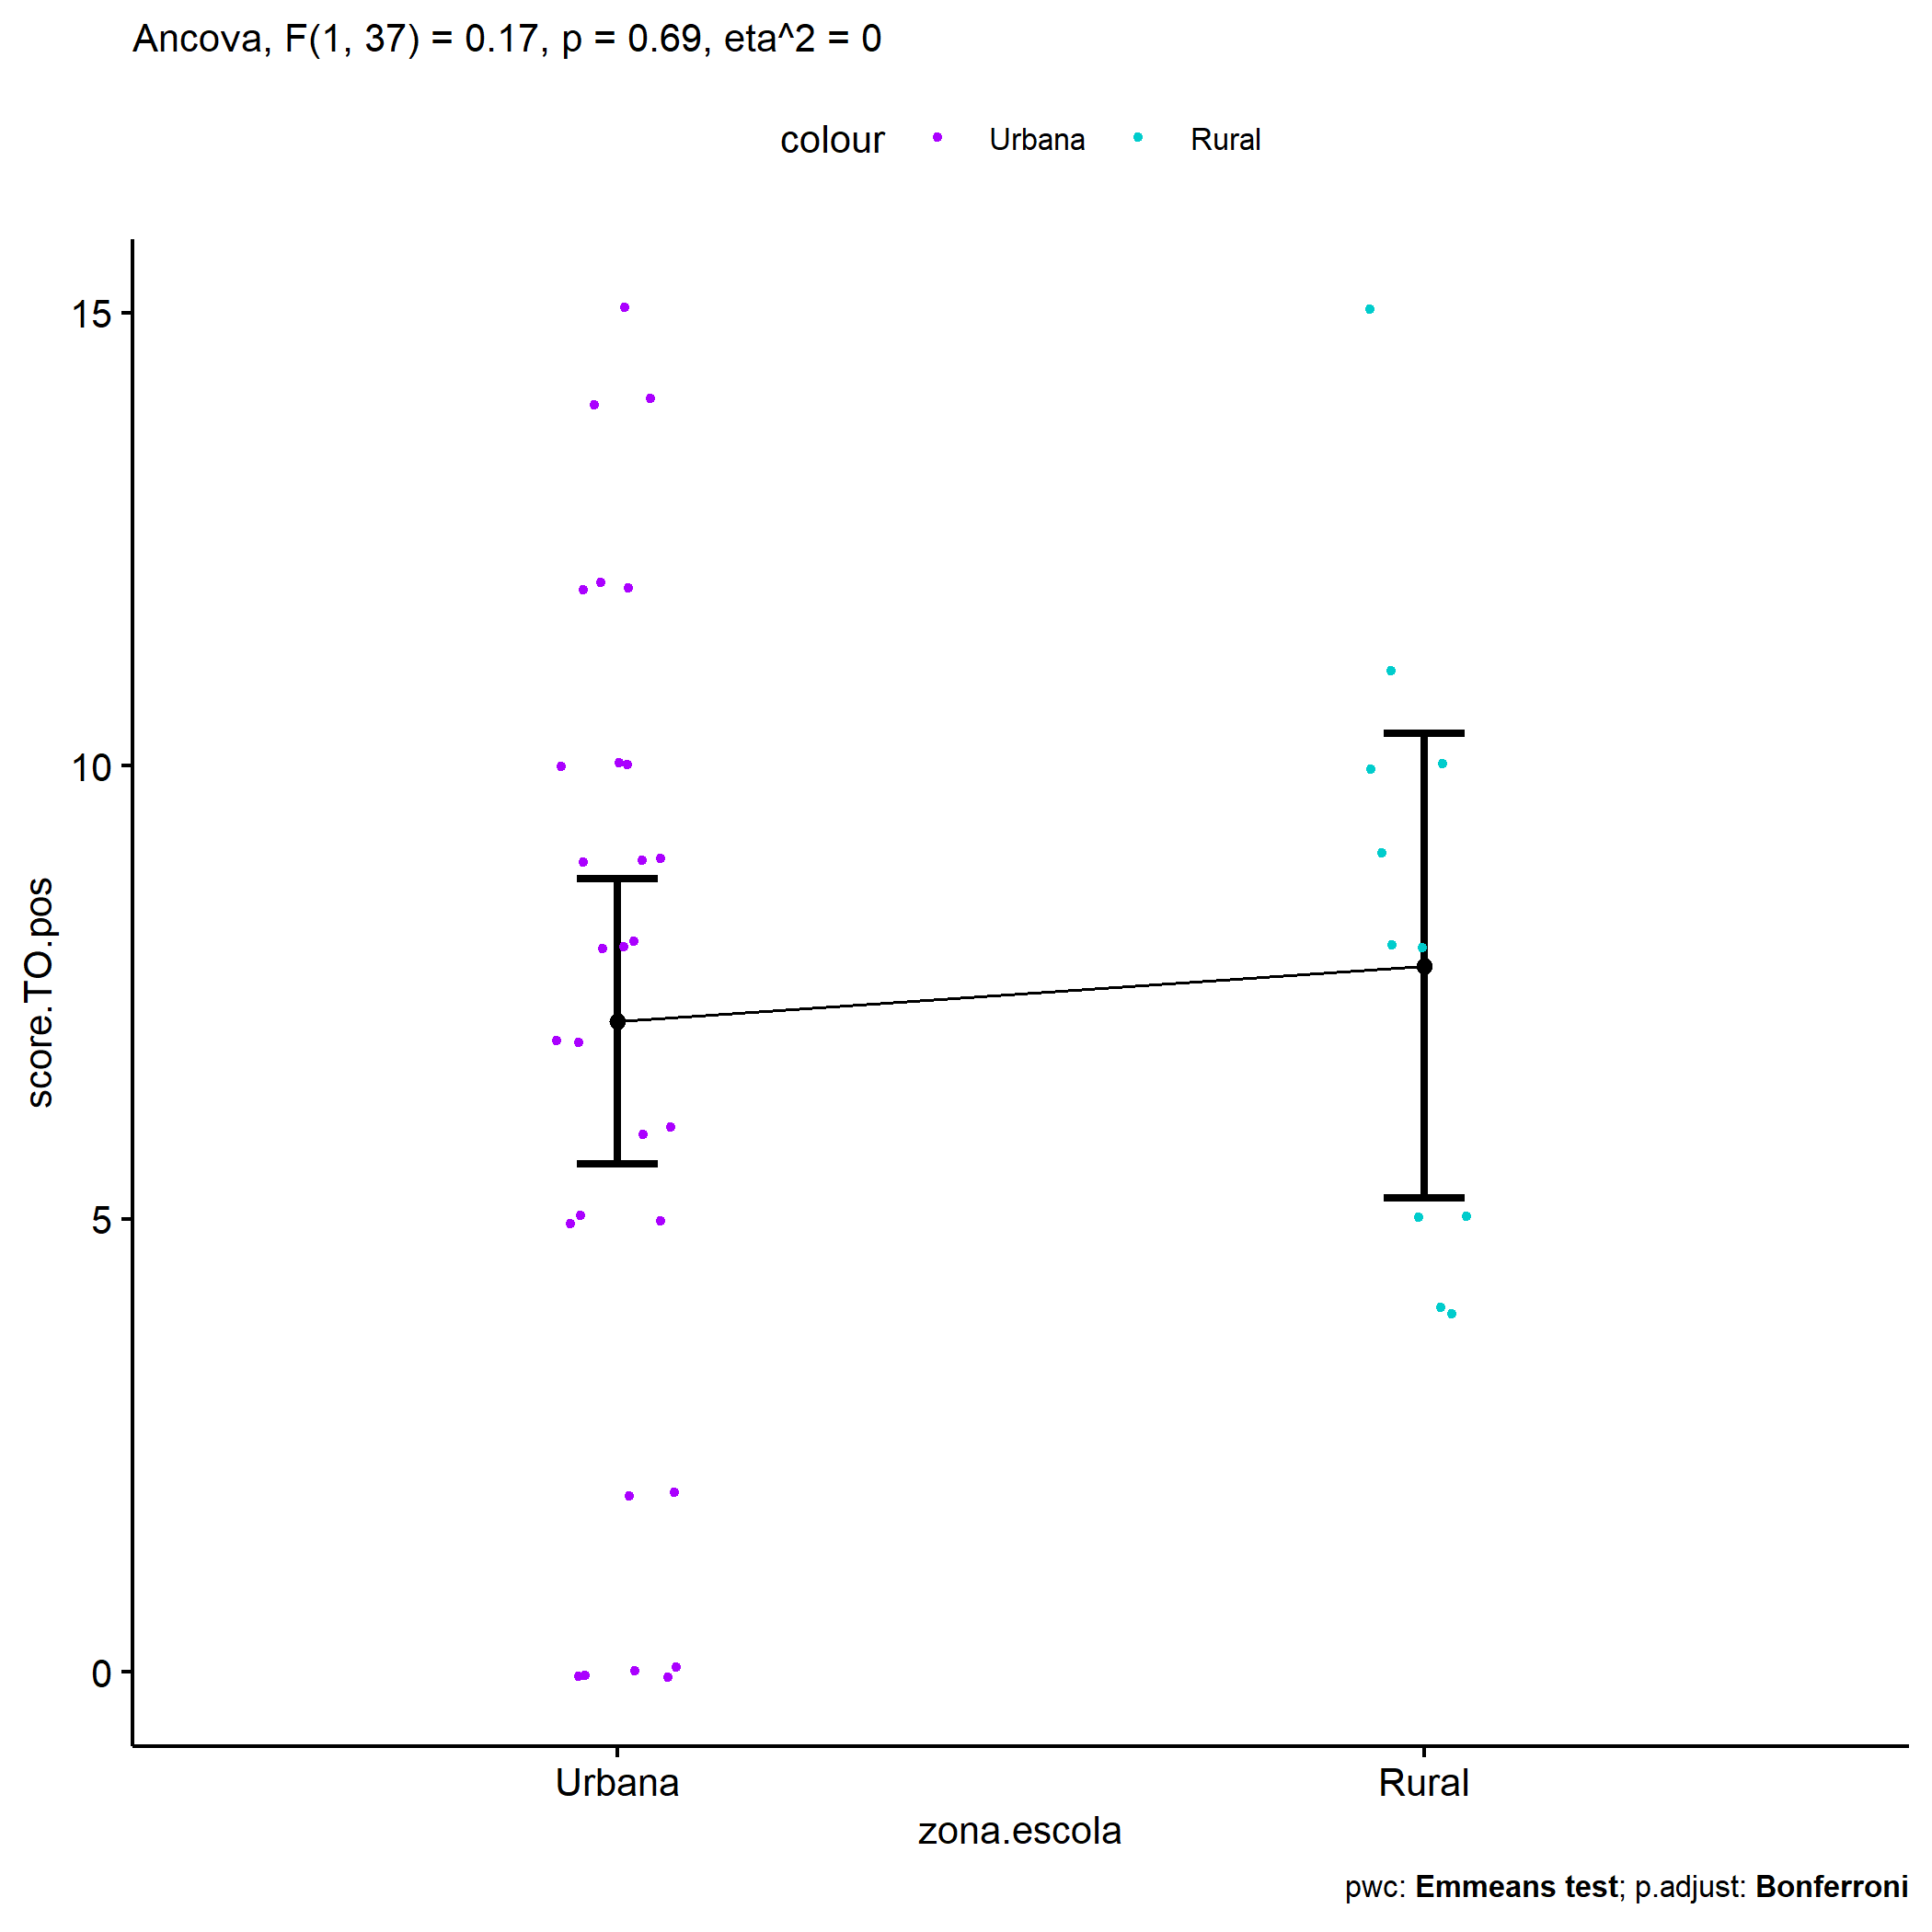 Ancova, F(1, 37) = 0.17, p = 0.69, eta^2 = 0
colour Urbana Rural
15
10
5
0
score.TO.pos
Urbana Rural
zona.escola
pwc: Emmeans test; p.adjust: Bonferroni